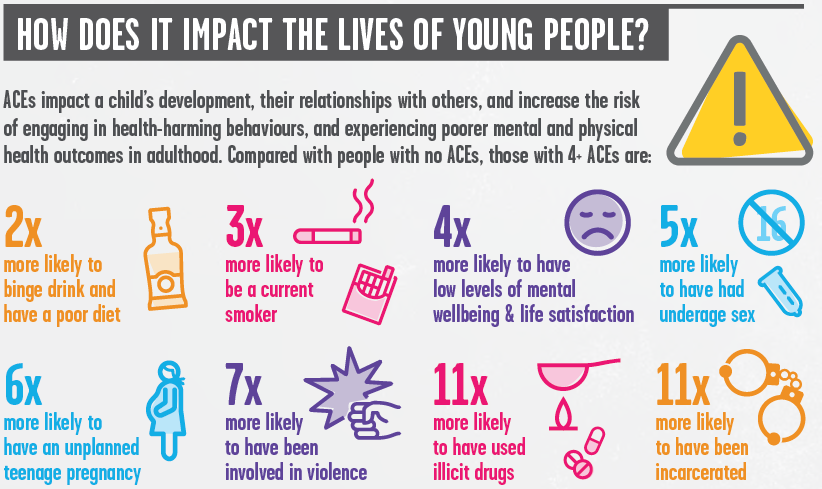 HOW DOES IT IMPACT THE LIVES OF YOUNG PEOPLE?
ACEs impact a child's development, their relationships with others, and increase the risk
of engaging in health-harming behaviours, and experiencing poorer mental and physical
health outcomes in adulthood. Compared with people with no ACEs, those with 4+ ACEs are:
!
2x
more likely to
binge drink and
have a poor diet
3x
more likely to
be a current
smoker
4x
more likely to have
low levels of mental
wellbeing & life satisfaction
16
5x
more likely
to have had
underage sex
6x
more likely to
have an unplanned
teenage pregnancy
7x
more likely
to have been
involved in violence
11x
more likely
to have used
illicit drugs
11x
more likely
to have been
incarcerated